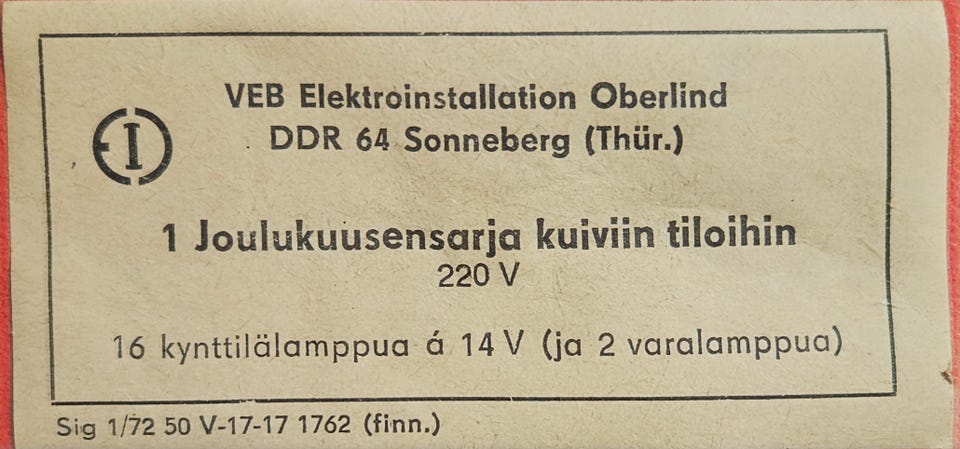 VEB Elektroinstallation Oberlind
DDR 64 Sonneberg (Thür.)
EI
1 Joulukuusensarja kuiviin tiloihin
220 V
16 kynttilälamppua á 14 V (ja 2 varalamppua)
Sig 1/72 50 V-17-17 1762 (finn.)